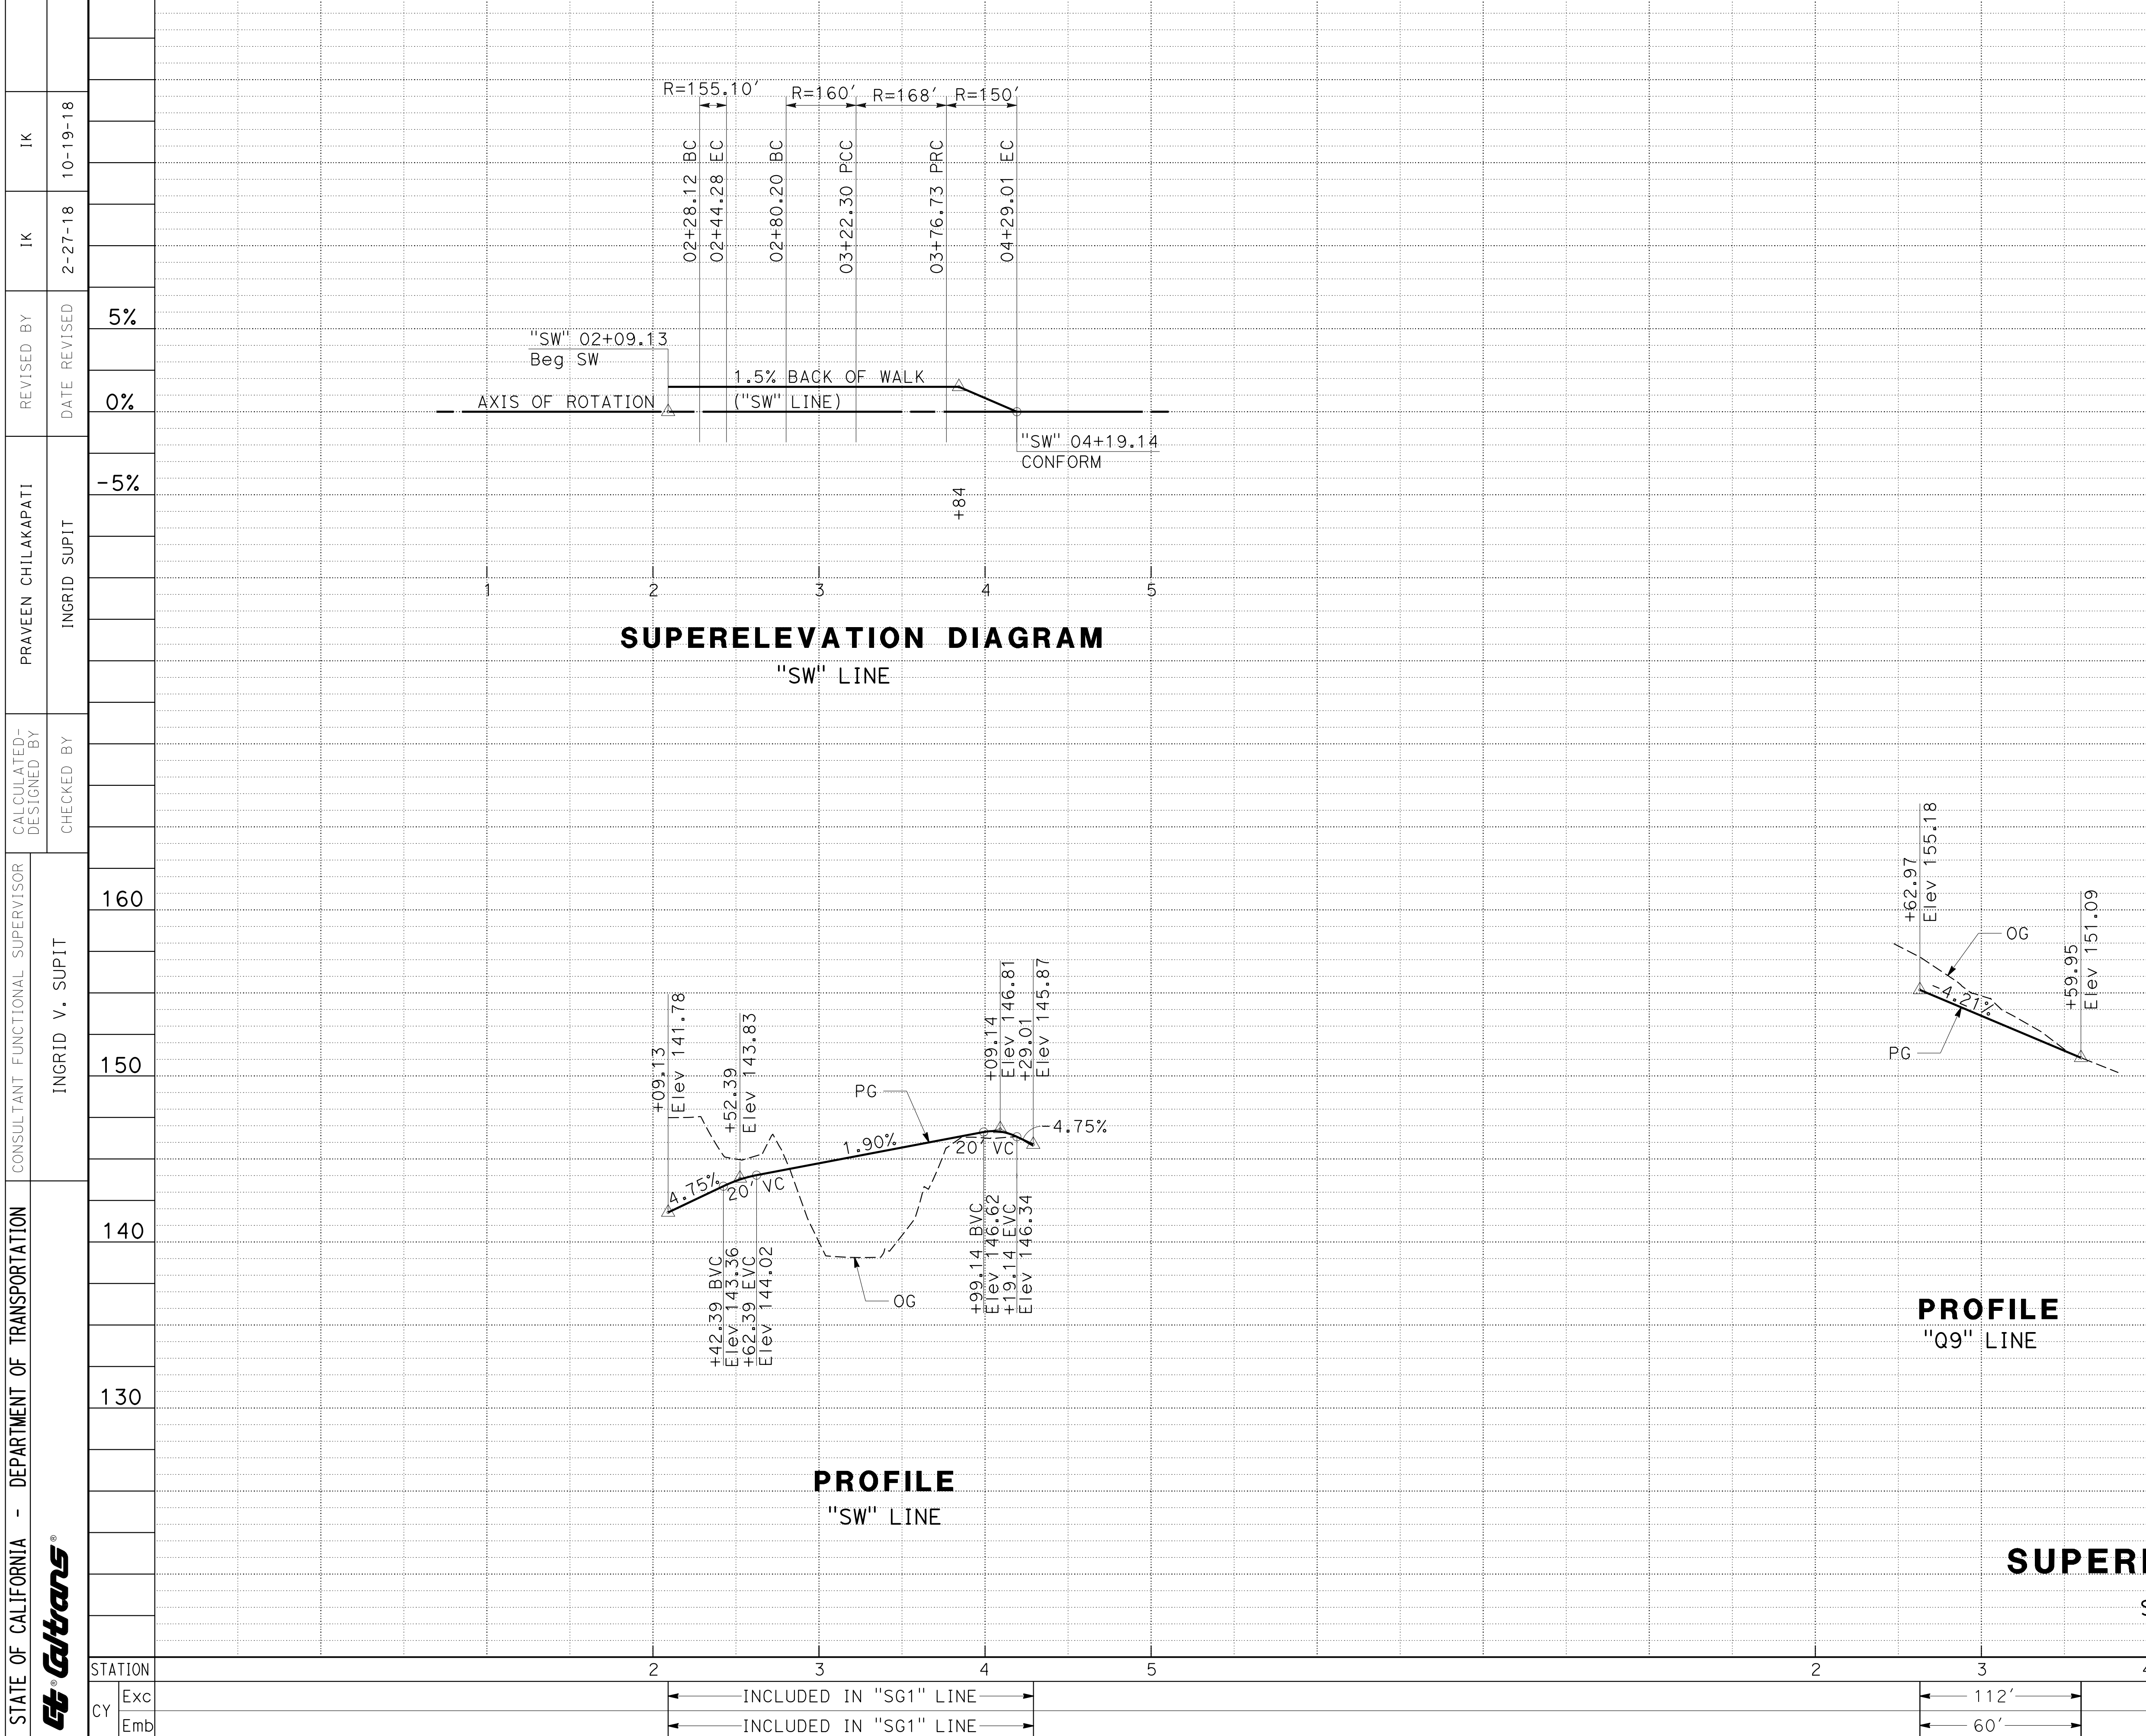 R=155.10'
R=160'
R=168'
R=150'
02+28.12 BC
02+44.28 EC
02+80.20 BC
03+22.30 PCC
03+76.73 PRC
04+29.01 EC
5%
0%
-5%
"SW" 02+09.13
Beg SW
1.5% BACK OF WALK
AXIS OF ROTATION
("SW" LINE)
"SW" 04+19.14
CONFORM
+84
1
2
3
4
5
SUPERELEVATION DIAGRAM
"SW" LINE
160
150
140
130
+09.13
Elev 141.78
+52.39
Elev 143.83
PG
+09.14
Elev 146.81
+29.01
Elev 145.87
4.75%
20' VC
1.90%
20' VC
-4.75%
+42.39 BVC
Elev 143.36
+62.39 EVC
Elev 144.02
OG
+99.14 BVC
Elev 146.62
+19.14 EVC
Elev 146.34
PROFILE
"SW" LINE
+62.97
Elev 155.18
OG
-4.21%
PG
+59.95
Elev 151.09
PROFILE
"Q9" LINE
STATION
2
3
4
5
2
3
CY
Exc
INCLUDED IN "SG1" LINE
112'
Emb
INCLUDED IN "SG1" LINE
60'
IK
10-19-18
IK
2-27-18
REVISED BY
DATE REVISED
PRAVEEN CHILAKAPATI
INGRID SUPIT
CALCULATED-
DESIGNED BY
CHECKED BY
CONSULTANT FUNCTIONAL SUPERVISOR
INGRID V. SUPIT
STATE OF CALIFORNIA - DEPARTMENT OF TRANSPORTATION
ct® Caltrans®